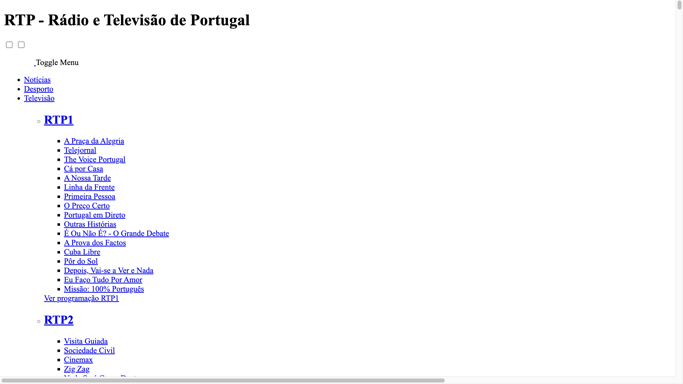 RTP - Rádio e Televisão de Portugal
Toggle Menu
Notícias
Desporto
Televisão
RTP1
A Praça da Alegria
Telejornal
The Voice Portugal
Cá por Casa
A Nossa Tarde
Linha da Frente
Primeira Pessoa
O Preço Certo
Portugal em Direto
Outras Histórias
É Ou Não É? - O Grande Debate
A Prova dos Factos
Cuba Libre
Pôr do Sol
Depois, Vai-se a Ver e Nada
Eu Faço Tudo Por Amor
Missão: 100% Português
Ver programação RTP1
RTP2
Visita Guiada
Sociedade Civil
Cinemax
Zig Zag